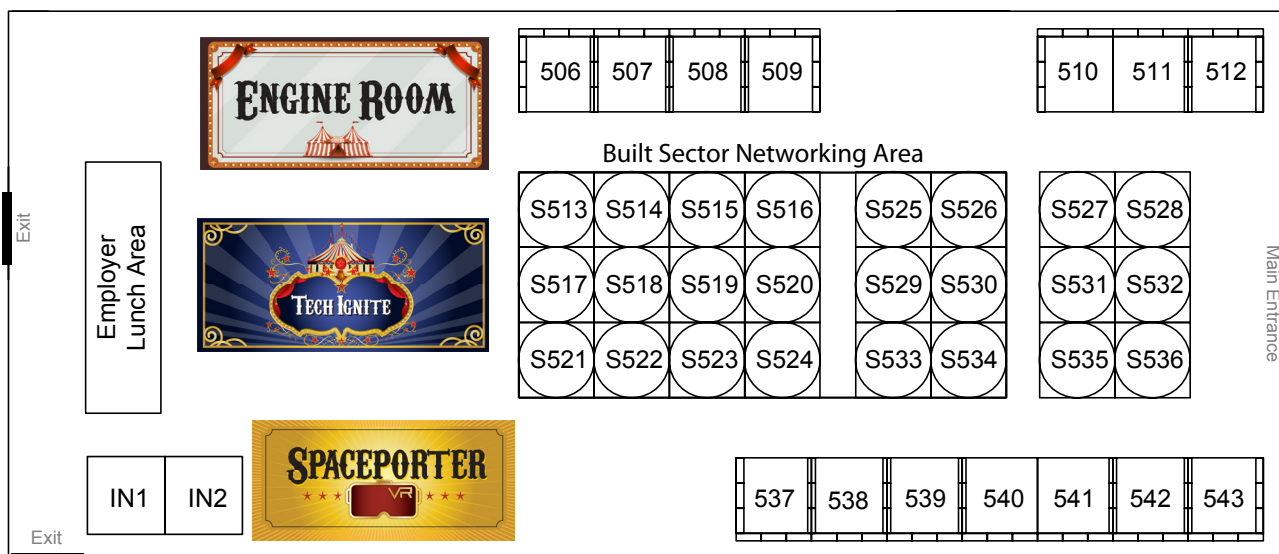 ENGINE ROOM
506 507 508 509
510 511 512
Built Sector Networking Area
S513 S514 S515 S516 S525 S526 S527 S528
Exit
Employer
Lunch Area
TECH IGNITE
S517 S518 S519 S520 S529 S530 S531 S532
Main Entrance
S521 S522 S523 S524 S533 S534 S535 S536
SPACEPORTER
VR
IN1 IN2
537 538 539 540 541 542 543
Exit